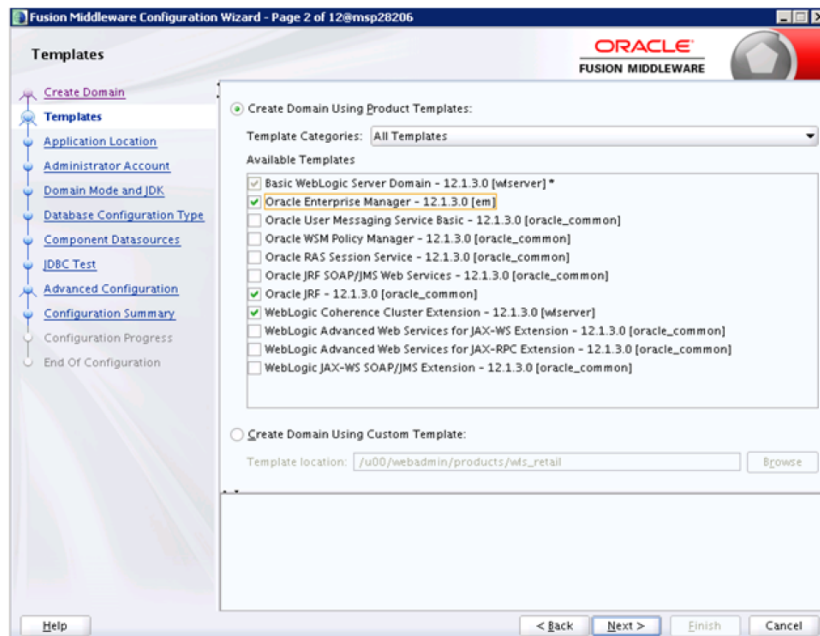 Fusion Middleware Configuration Wizard - Page 2 of 12@msp28206
Templates
ORACLE
FUSION MIDDLEWARE
Create Domain
Templates
Application Location
Administrator Account
Domain Mode and JDK
Database Configuration Type
Component Datasources
JDBC Test
Advanced Configuration
Configuration Summary
Configuration Progress
End Of Configuration
Create Domain Using Product Templates:
Template Categories: All Templates
Available Templates
Basic WebLogic Server Domain - 12.1.3.0 [wlserver] *
Oracle Enterprise Manager - 12.1.3.0 [em]
Oracle User Messaging Service Basic - 12.1.3.0 [oracle_common]
Oracle WSM Policy Manager - 12.1.3.0 [oracle_common]
Oracle RAS Session Service - 12.1.3.0 [oracle_common]
Oracle JRF SOAP/JMS Web Services - 12.1.3.0 [oracle_common]
Oracle JRF - 12.1.3.0 [oracle_common]
WebLogic Coherence Cluster Extension - 12.1.3.0 [wlserver]
WebLogic Advanced Web Services for JAX-WS Extension - 12.1.3.0 [oracle_common]
WebLogic Advanced Web Services for JAX-RPC Extension - 12.1.3.0 [oracle_common]
WebLogic JAX-WS SOAP/JMS Extension - 12.1.3.0 [oracle_common]
Create Domain Using Custom Template:
Template location: /u00/webadmin/products/wls_retail Browse
Help < Back Next > Finish Cancel